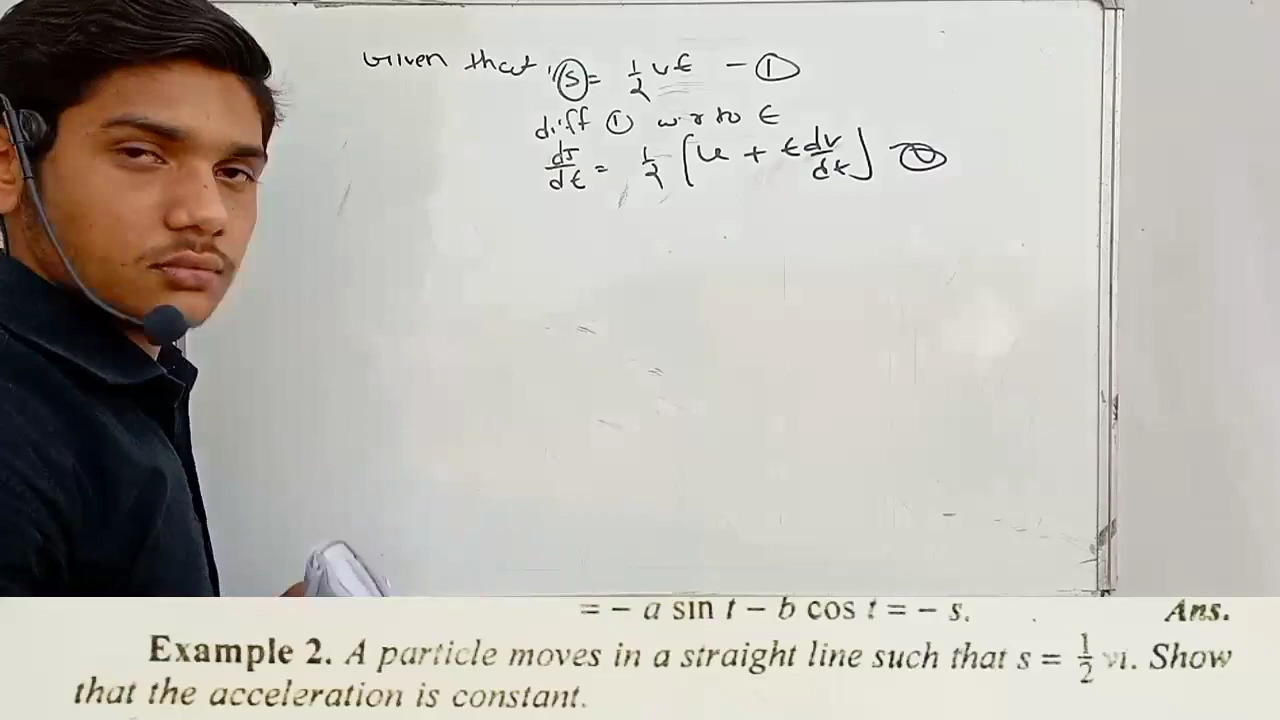 Given that, s = 1/2 vt - ①
diff ① w r to t
ds/dt = 1/2 [v + t dv/dt] - ②
= - a sin t - b cos t = - s. Ans.
Example 2. A particle moves in a straight line such that s = 1/2 vt. Show
that the acceleration is constant.